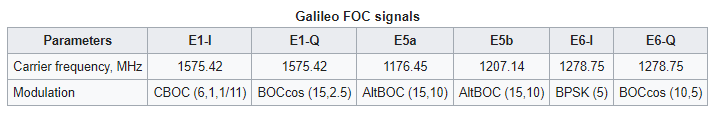 Galileo FOC signals
Parameters E1-I E1-Q E5a E5b E6-I E6-Q
Carrier frequency, MHz 1575.42 1575.42 1176.45 1207.14 1278.75 1278.75
Modulation CBOC (6,1,1/11) BOCcos (15,2.5) AltBOC (15,10) AltBOC (15,10) BPSK (5) BOCcos (10,5)